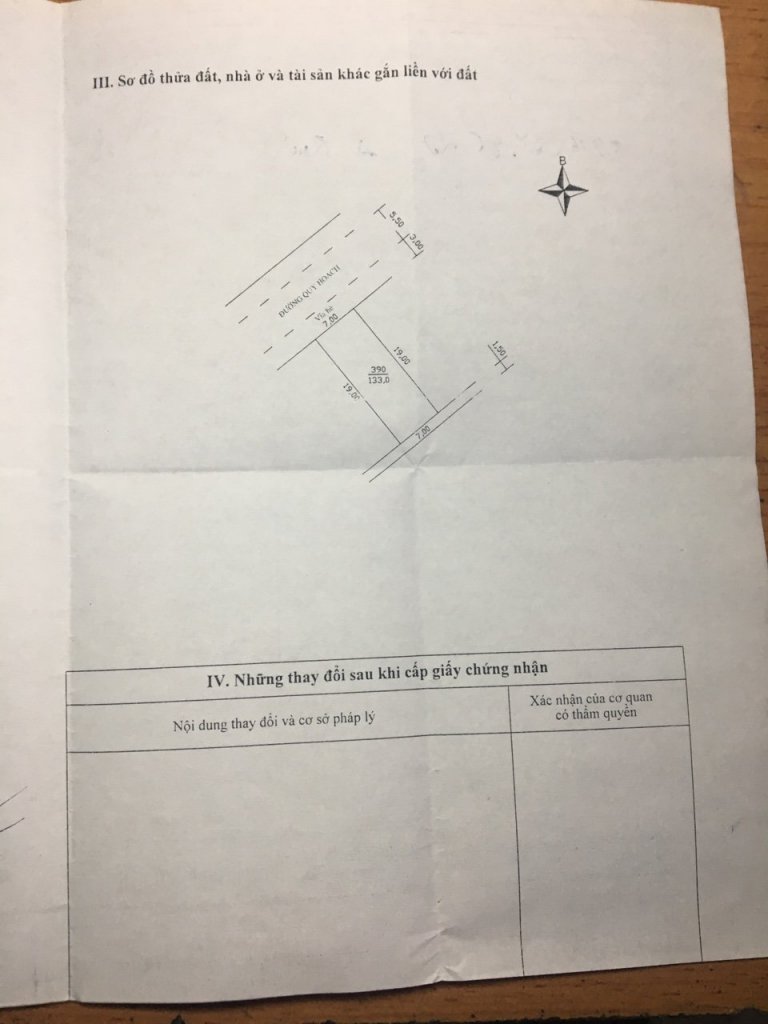 III. Sơ đồ thửa đất, nhà ở và tài sản khác gắn liền với đất
B
5,50
3,00
ĐƯỜNG QUY HOẠCH
Vỉa hè
7,00
19,00
1,50
390
133,0
19,00
7,00
IV. Những thay đổi sau khi cấp giấy chứng nhận
Nội dung thay đổi và cơ sở pháp lý
Xác nhận của cơ quan
có thẩm quyền